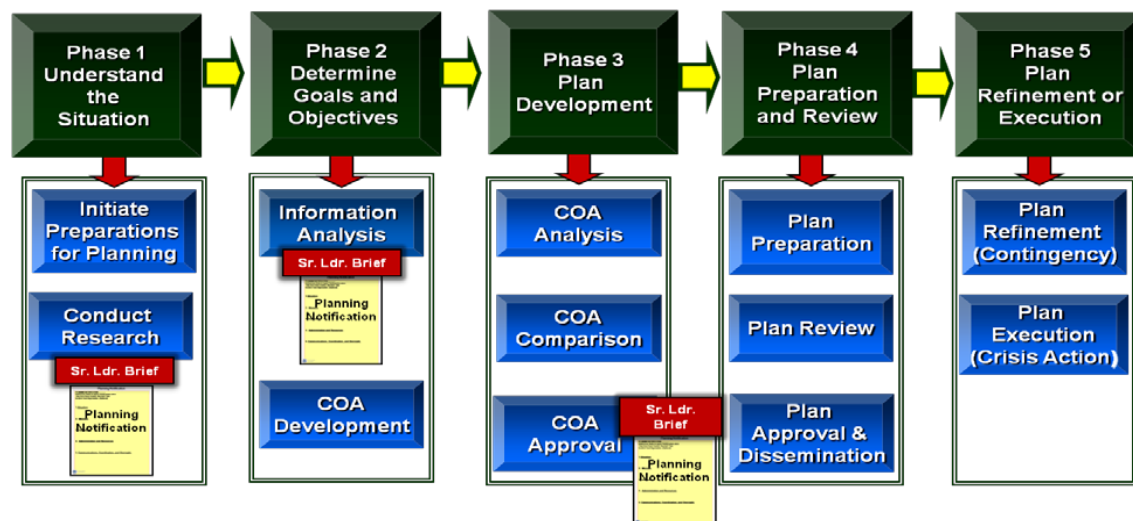 Phase 1
Understand
the
Situation
Phase 2
Determine
Goals and
Objectives
Phase 3
Plan
Development
Phase 4
Plan
Preparation
and Review
Phase 5
Plan
Refinement or
Execution
Initiate
Preparations
for Planning
Conduct
Research
Sr. Ldr. Brief
Planning
Notification
Information
Analysis
Sr. Ldr. Brief
Planning
Notification
COA
Development
COA
Analysis
COA
Comparison
COA
Approval
Sr. Ldr.
Brief
Planning
Notification
Plan
Preparation
Plan Review
Plan
Approval &
Dissemination
Plan
Refinement
(Contingency)
Plan
Execution
(Crisis Action)